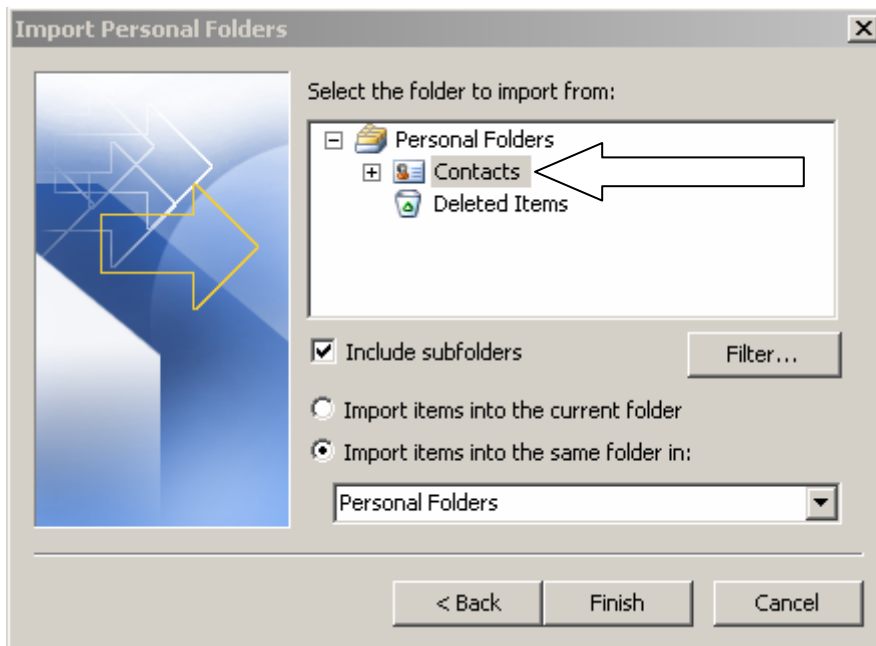 Import Personal Folders
Select the folder to import from:
Personal Folders
Contacts
Deleted Items
Include subfolders
Filter...
Import items into the current folder
Import items into the same folder in:
Personal Folders
< Back
Finish
Cancel